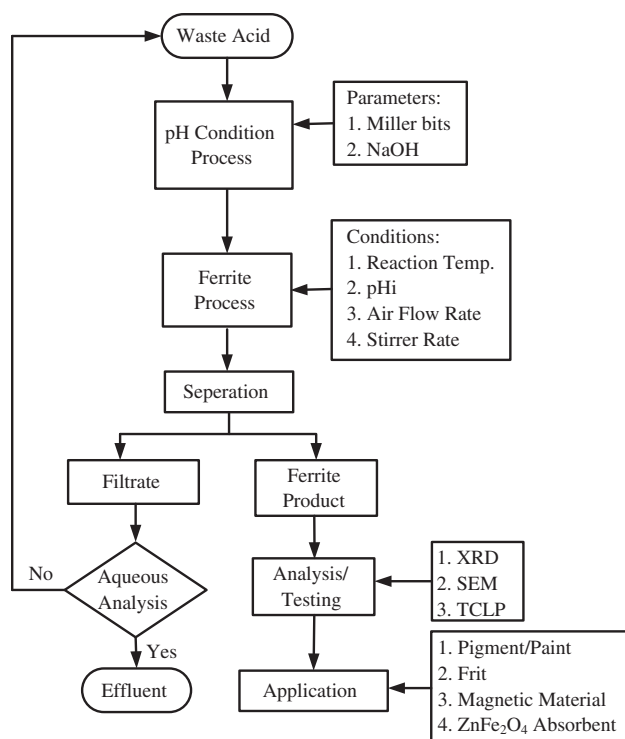 Waste Acid
pH Condition
Process
Parameters:
1. Miller bits
2. NaOH
Ferrite
Process
Conditions:
1. Reaction Temp.
2. pHi
3. Air Flow Rate
4. Stirrer Rate
Seperation
Filtrate
Ferrite
Product
No
Aqueous
Analysis
Yes
Effluent
Analysis/
Testing
1. XRD
2. SEM
3. TCLP
Application
1. Pigment/Paint
2. Frit
3. Magnetic Material
4. ZnFe₂O₄ Absorbent